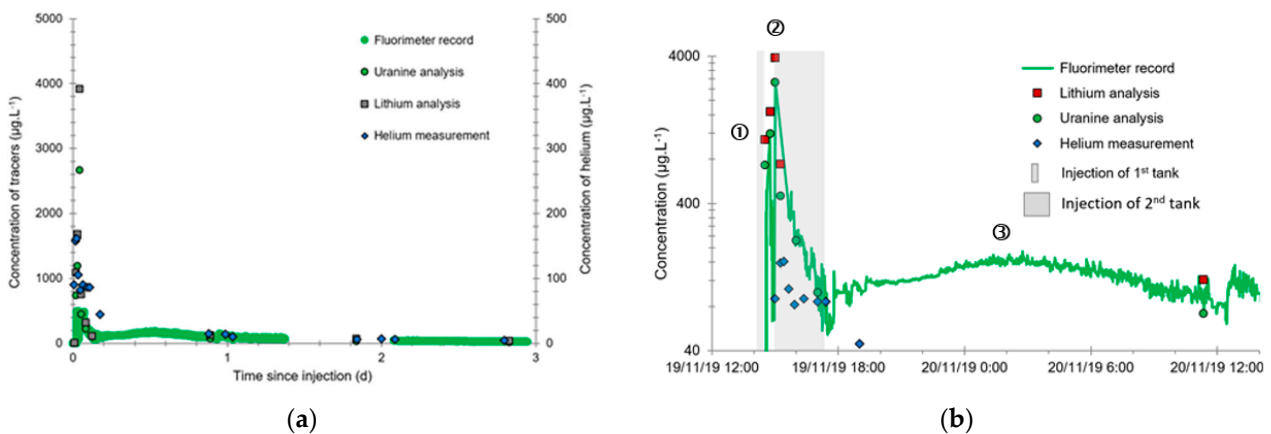 5000
4000
3000
2000
1000
0
Concentration of tracers (µg.L⁻¹)
500
400
300
200
100
0
Concentration of helium (µg.L⁻¹)
Fluorimeter record
Uranine analysis
Lithium analysis
Helium measurement
0 1 2 3
Time since injection (d)
(a)
4000
400
40
Concentration (µg.L⁻¹)
①
②
③
Fluorimeter record
Lithium analysis
Uranine analysis
Helium measurement
Injection of 1st tank
Injection of 2nd tank
19/11/19 12:00 19/11/19 18:00 20/11/19 0:00 20/11/19 6:00 20/11/19 12:00
(b)